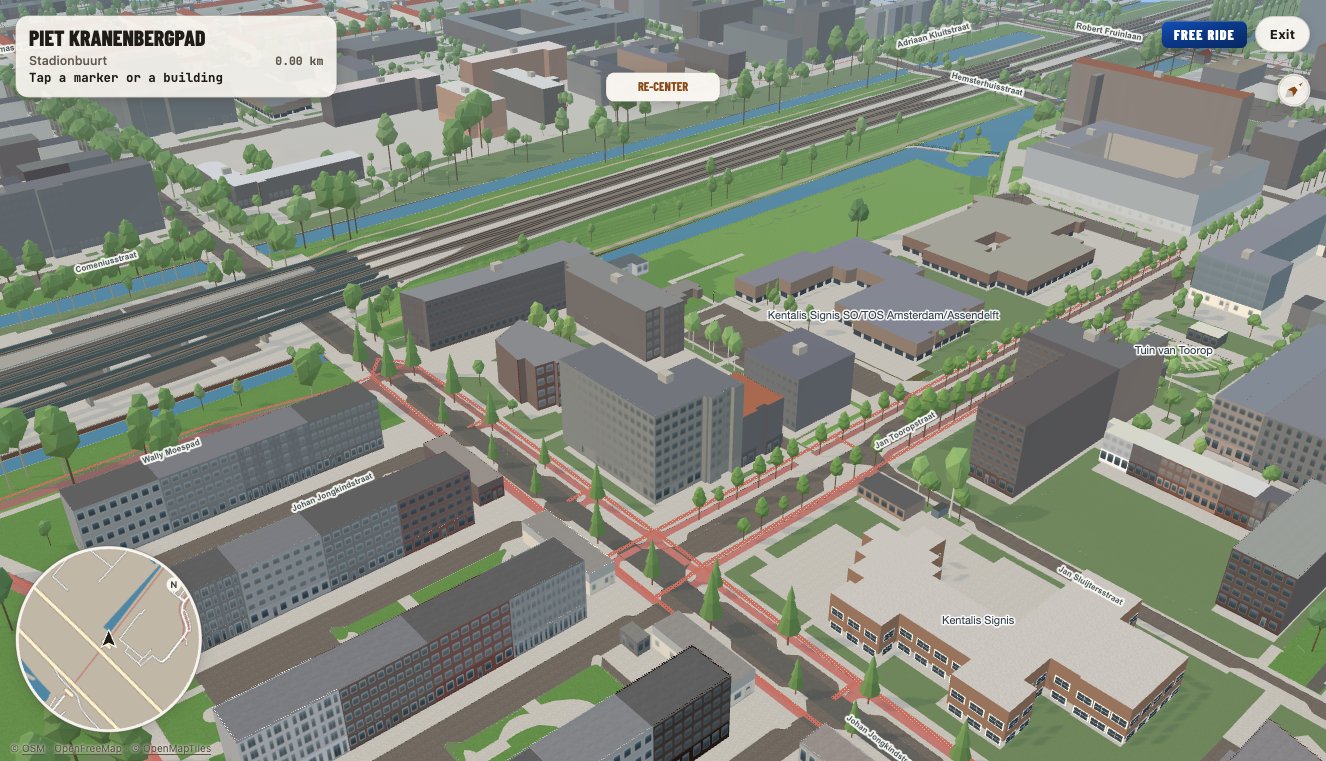 PIET KRANENBERGPAD
Stadionbuurt
0.00 km
Tap a marker or a building
RE-CENTER
FREE RIDE
Exit
Adriaan Kluitstraat
Robert Fruinlaan
Hemsterhuisstraat
Comeniusstraat
Kentalis Signis SO/TOS Amsterdam/Assendelft
Tuin van Toorop
Jan Tooropstraat
Wally Moespad
Johan Jongkindstraat
Jan Sluijtersstraat
Kentalis Signis
N
© OSM · OpenFreeMap · © OpenMapTiles